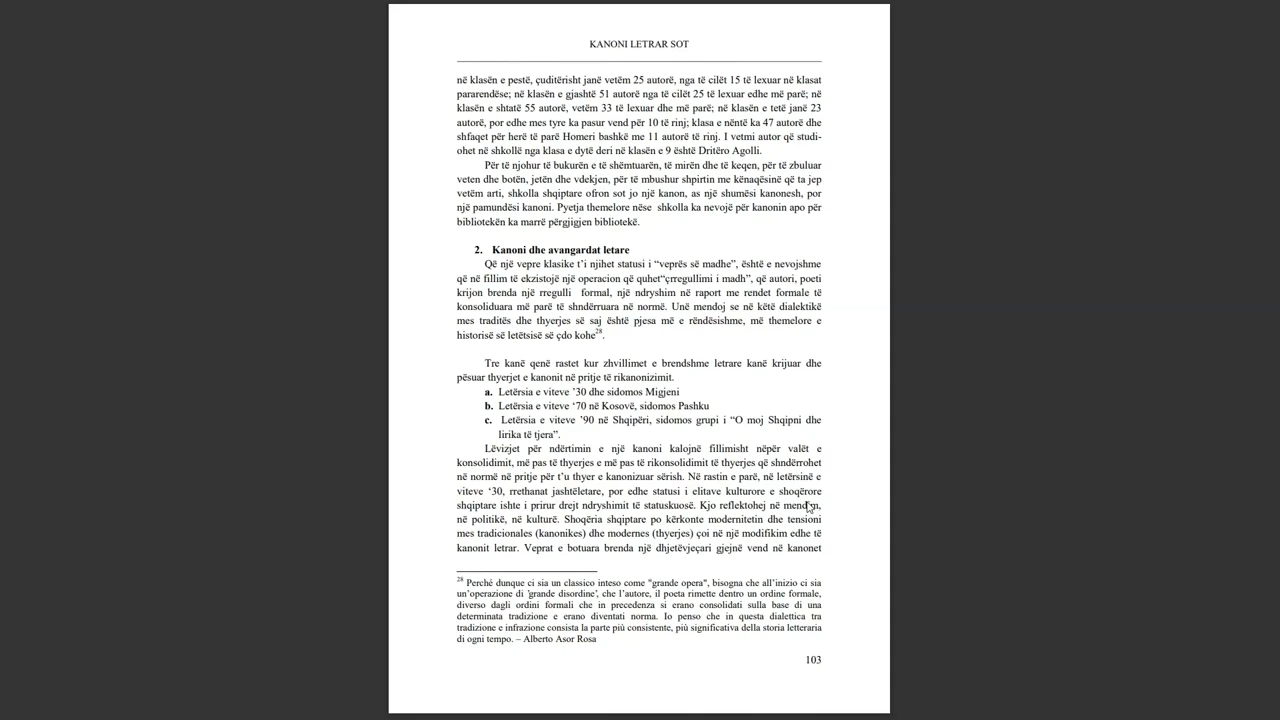 KANONI LETRAR SOT
në klasën e pestë, çuditërisht janë vetëm 25 autorë, nga të cilët 15 të lexuar në klasat
pararendëse; në klasën e gjashtë 51 autorë nga të cilët 25 të lexuar edhe më parë; në
klasën e shtatë 55 autorë, vetëm 33 të lexuar dhe më parë; në klasën e tetë janë 23
autorë, por edhe mes tyre ka pasur vend për 10 të rinj; klasa e nëntë ka 47 autorë dhe
shfaqet për herë të parë Homeri bashkë me 11 autorë të rinj. I vetmi autor që studi-
ohet në shkollë nga klasa e dytë deri në klasën e 9 është Dritëro Agolli.
Për të njohur të bukurën e të shëmtuarën, të mirën dhe të keqen, për të zbuluar
veten dhe botën, jetën dhe vdekjen, për të mbushur shpirtin me kënaqësinë që ta jep
vetëm arti, shkolla shqiptare ofron sot jo një kanon, as një shumësi kanonesh, por
një pamundësi kanoni. Pyetja themelore nëse  shkolla ka nevojë për kanonin apo për
bibliotekën ka marrë përgjigjen bibliotekë.
2. Kanoni dhe avangardat letare
Që një vepre klasike t’i njihet statusi i “veprës së madhe”, është e nevojshme
që në fillim të ekzistojë një operacion që quhet“çrregullimi i madh”, që autori, poeti
krijon brenda një rregulli  formal, një ndryshim në raport me rendet formale të
konsoliduara më parë të shndërruara në normë. Unë mendoj se në këtë dialektikë
mes traditës dhe thyerjes së saj është pjesa më e rëndësishme, më themelore e
historisë së letëtsisë së çdo kohe28.
Tre kanë qenë rastet kur zhvillimet e brendshme letrare kanë krijuar dhe
pësuar thyerjet e kanonit në pritje të rikanonizimit.
a. Letërsia e viteve ’30 dhe sidomos Migjeni
b. Letërsia e viteve ‘70 në Kosovë, sidomos Pashku
c. Letërsia e viteve ’90 në Shqipëri, sidomos grupi i “O moj Shqipni dhe
lirika të tjera”.
Lëvizjet për ndërtimin e një kanoni kalojnë fillimisht nëpër valët e
konsolidimit, më pas të thyerjes e më pas të rikonsolidimit të thyerjes që shndërrohet
në normë në pritje për t’u thyer e kanonizuar sërish. Në rastin e parë, në letërsinë e
viteve ‘30, rrethanat jashtëletare, por edhe statusi i elitave kulturore e shoqërore
shqiptare ishte i prirur drejt ndryshimit të statuskuosë. Kjo reflektohej në mendim,
në politikë, në kulturë. Shoqëria shqiptare po kërkonte modernitetin dhe tensioni
mes tradicionales (kanonikes) dhe modernes (thyerjes) çoi në një modifikim edhe të
kanonit letrar. Veprat e botuara brenda një dhjetëvjeçari gjejnë vend në kanonet
28 Perché dunque ci sia un classico inteso come "grande opera", bisogna che all’inizio ci sia
un’operazione di 'grande disordine', che l’autore, il poeta rimette dentro un ordine formale,
diverso dagli ordini formali che in precedenza si erano consolidati sulla base di una
determinata tradizione e erano diventati norma. Io penso che in questa dialettica tra
tradizione e infrazione consista la parte più consistente, più significativa della storia letteraria
di ogni tempo. – Alberto Asor Rosa
103